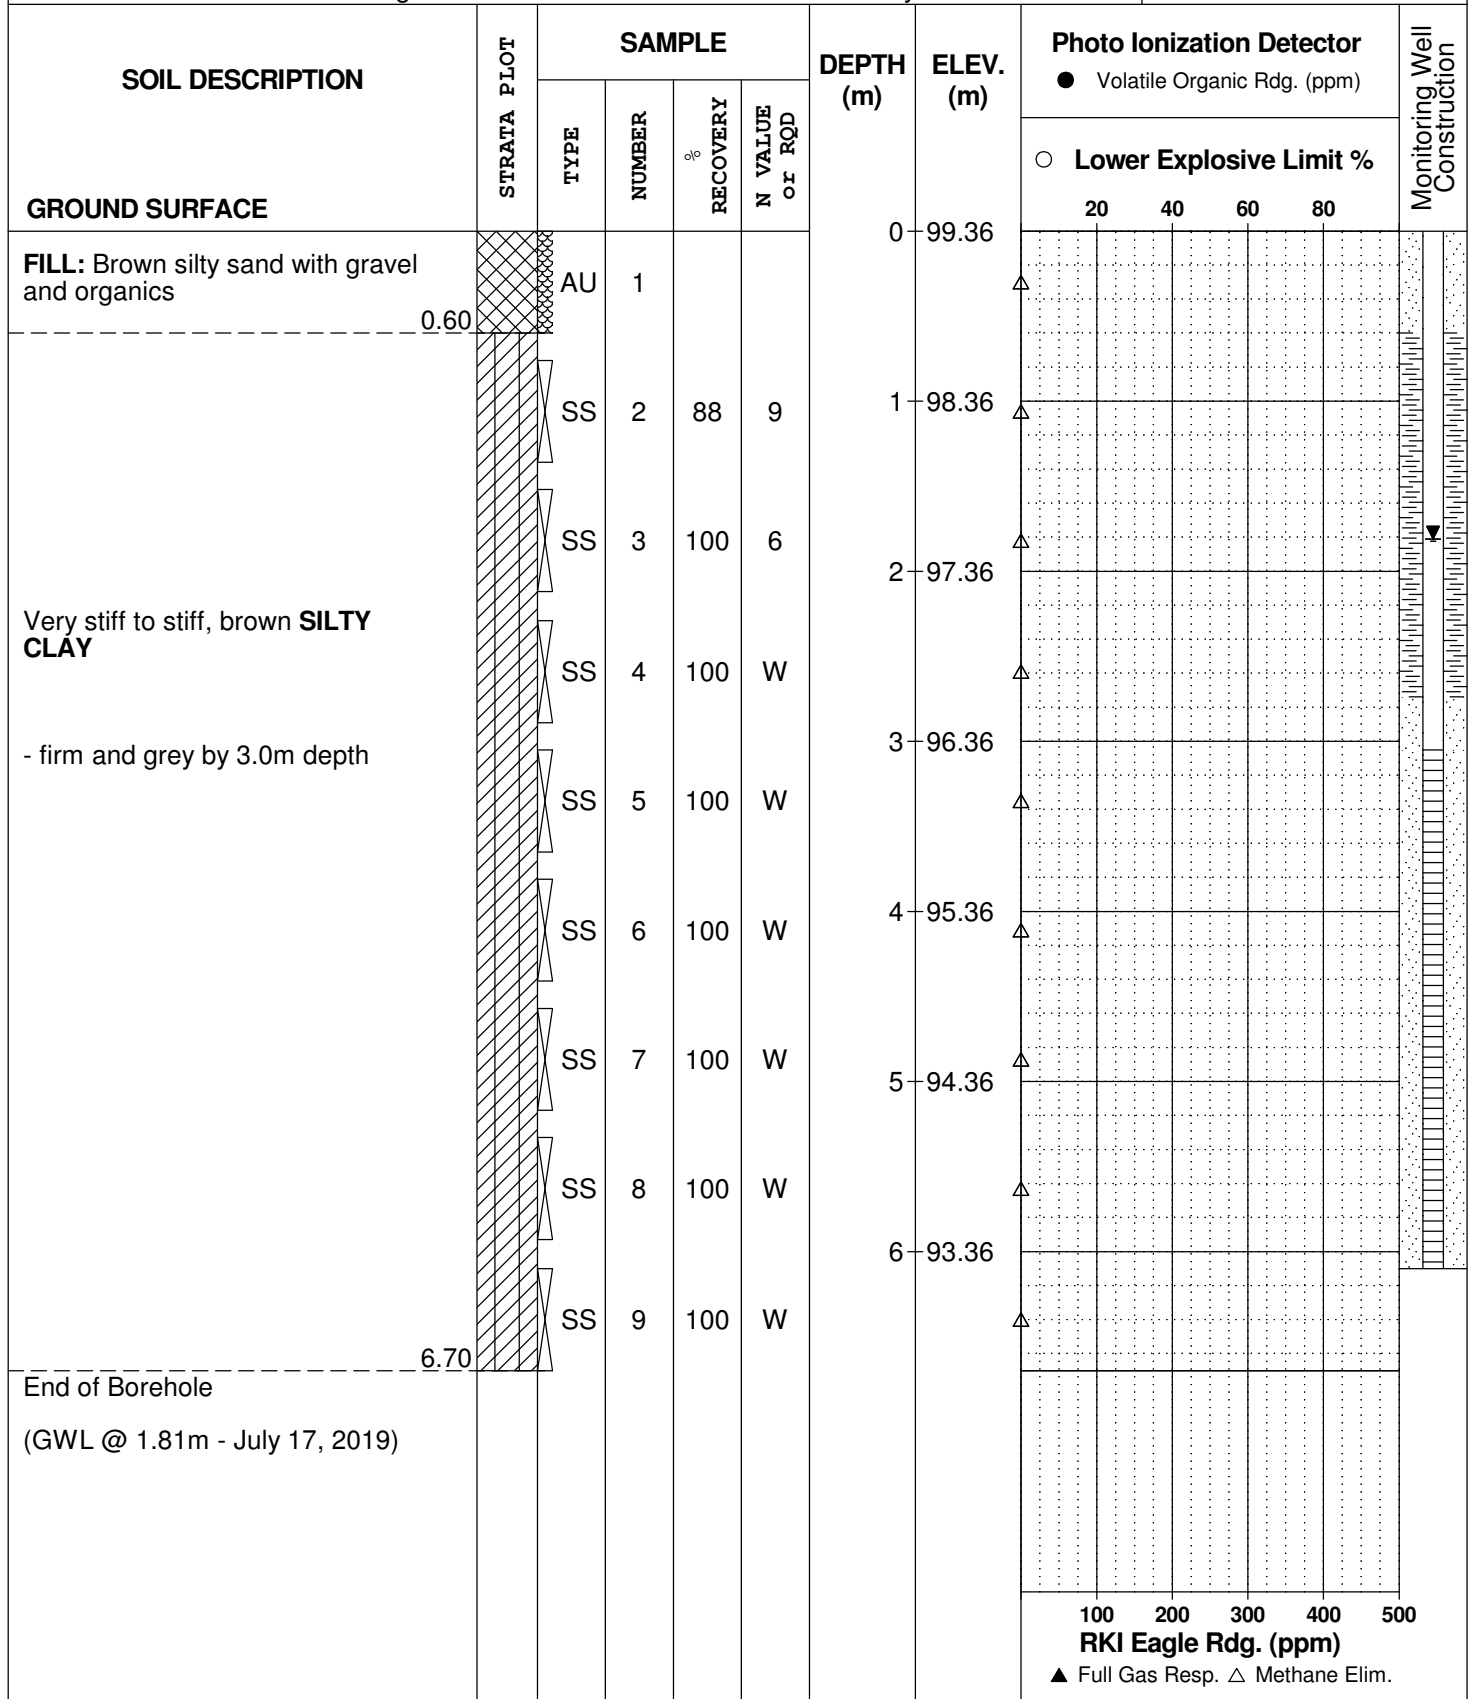 SOIL DESCRIPTION
GROUND SURFACE
STRATA PLOT
SAMPLE
TYPE
NUMBER
%
RECOVERY
N VALUE
or RQD
DEPTH
(m)
ELEV.
(m)
Photo Ionization Detector
● Volatile Organic Rdg. (ppm)
○ Lower Explosive Limit %
20 40 60 80
Monitoring Well
Construction
0 99.36
FILL: Brown silty sand with gravel
and organics
0.60
AU 1
SS 2 88 9
1 98.36
SS 3 100 6
2 97.36
Very stiff to stiff, brown SILTY
CLAY
SS 4 100 W
- firm and grey by 3.0m depth
3 96.36
SS 5 100 W
4 95.36
SS 6 100 W
SS 7 100 W
5 94.36
SS 8 100 W
6 93.36
SS 9 100 W
6.70
End of Borehole
(GWL @ 1.81m - July 17, 2019)
100 200 300 400 500
RKI Eagle Rdg. (ppm)
▲ Full Gas Resp. △ Methane Elim.